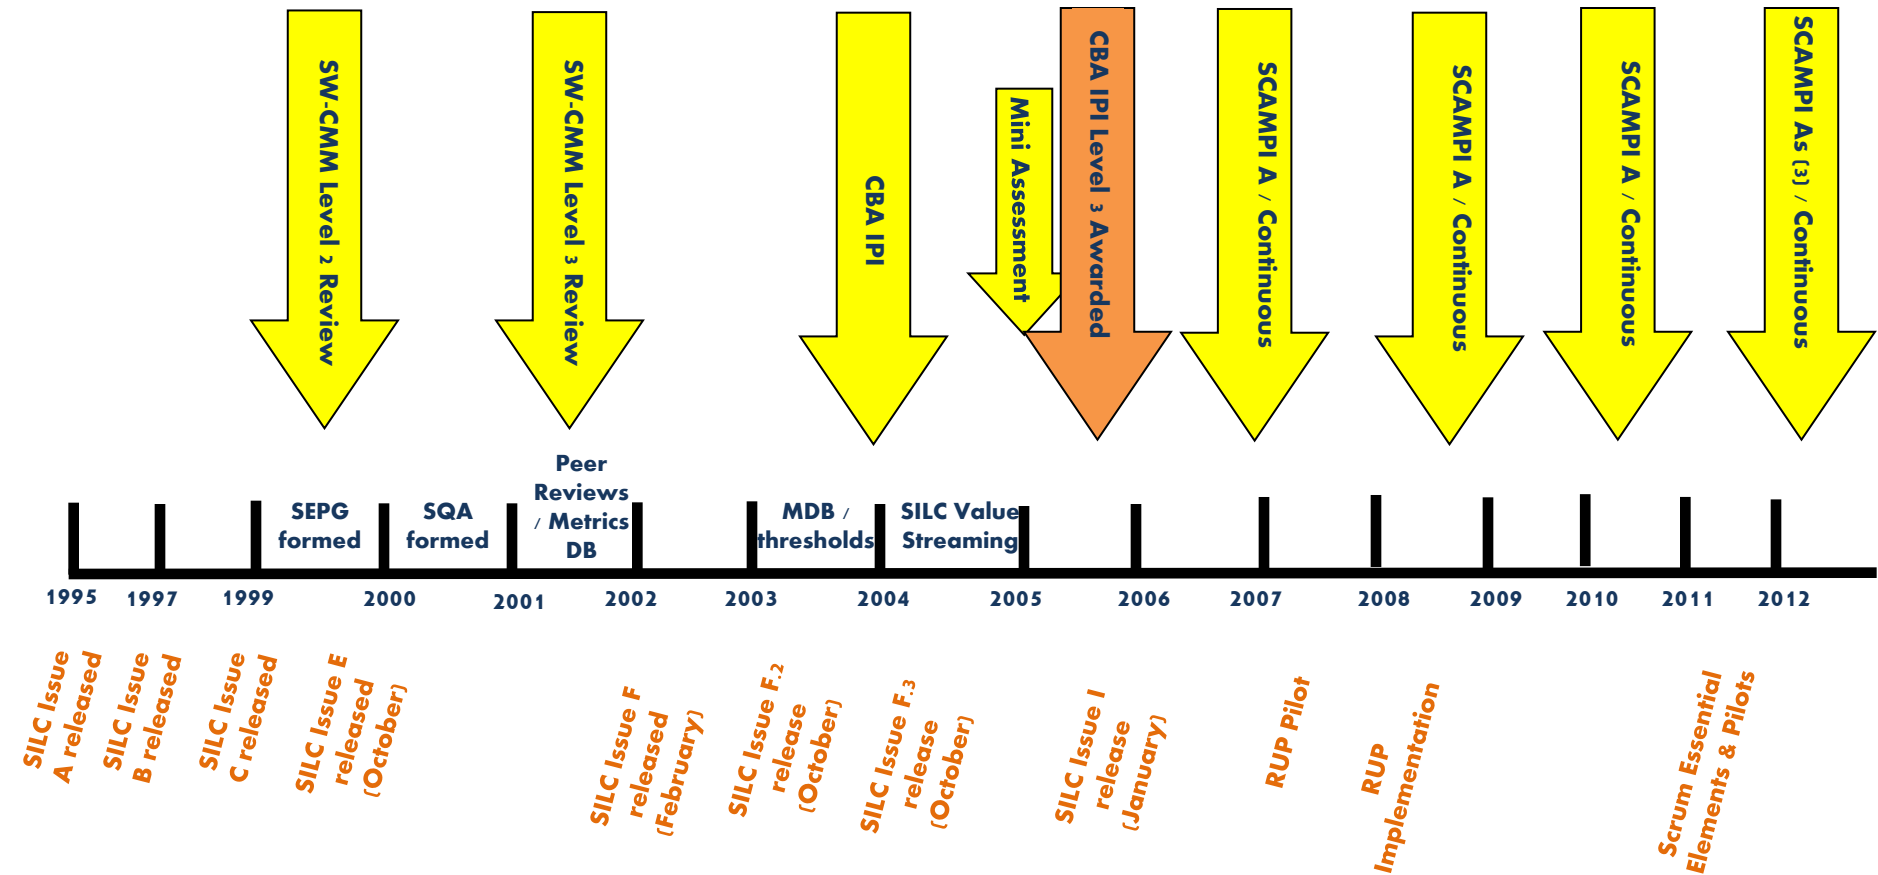 SW-CMM Level 2 Review
SW-CMM Level 3 Review
CBA IPI
Mini Assessment
CBA IPI Level 3 Awarded
SCAMPI A / Continuous
SCAMPI A / Continuous
SCAMPI A / Continuous
SCAMPI As (3) / Continuous
SEPG
formed
SQA
formed
Peer
Reviews
/ Metrics
DB
MDB /
thresholds
SILC Value
Streaming
1995
1997
1999
2000
2001
2002
2003
2004
2005
2006
2007
2008
2009
2010
2011
2012
SILC Issue
A released
SILC Issue
B released
SILC Issue
C released
SILC Issue E
released
(October)
SILC Issue F
released
(February)
SILC Issue F.2
release
(October)
SILC Issue F.3
release
(October)
SILC Issue I
release
(January)
RUP Pilot
RUP
Implementation
Scrum Essential
Elements & Pilots